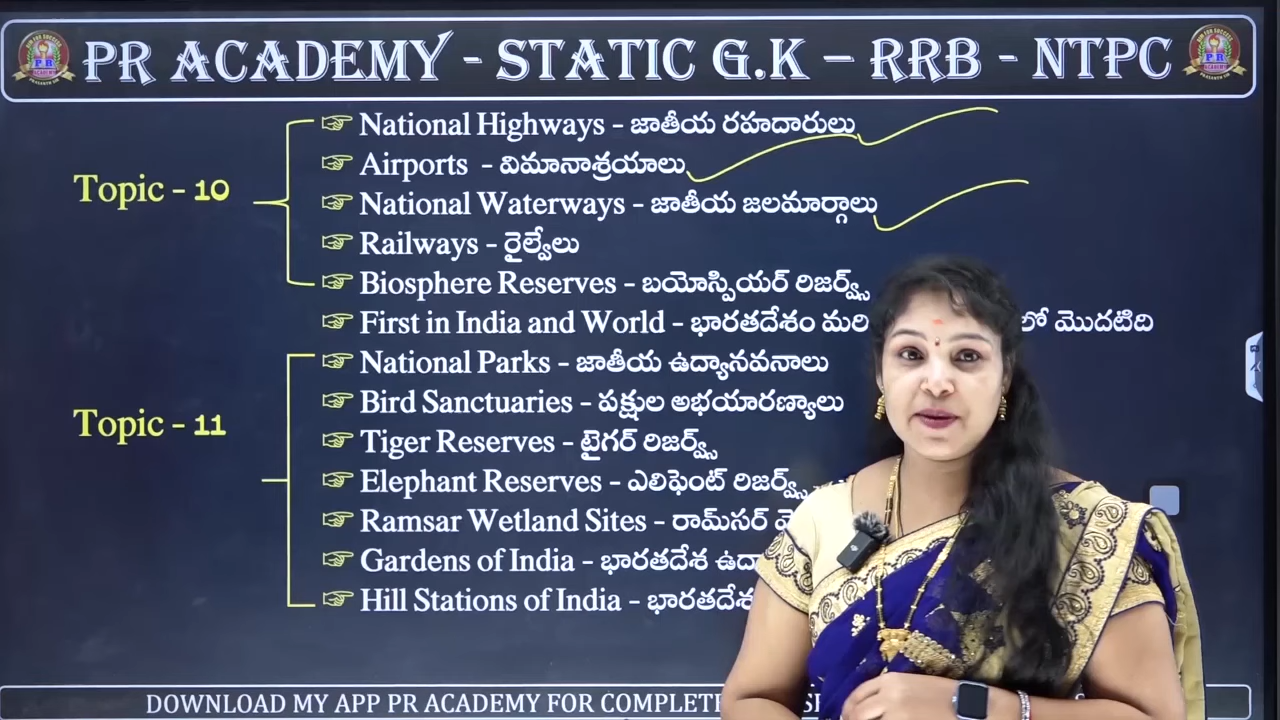 PR ACADEMY - STATIC G.K – RRB - NTPC
Topic - 10
☞ National Highways - జాతీయ రహదారులు
☞ Airports - విమానాశ్రయాలు
☞ National Waterways - జాతీయ జలమార్గాలు
☞ Railways - రైల్వేలు
☞ Biosphere Reserves - బయోస్పియర్ రిజర్వ్స్
☞ First in India and World - భారతదేశం లో మొదటిది
Topic - 11
☞ National Parks - జాతీయ ఉద్యానవనాలు
☞ Bird Sanctuaries - పక్షుల అభయారణ్యాలు
☞ Tiger Reserves - టైగర్ రిజర్వ్స్
☞ Elephant Reserves - ఎలిఫెంట్ రిజర్వ్స్
☞ Ramsar Wetland Sites - రామ్‌సర్
☞ Gardens of India - భారతదేశ
☞ Hill Stations of India - భారతదేశ
DOWNLOAD MY APP PR ACADEMY FOR COMPLETE